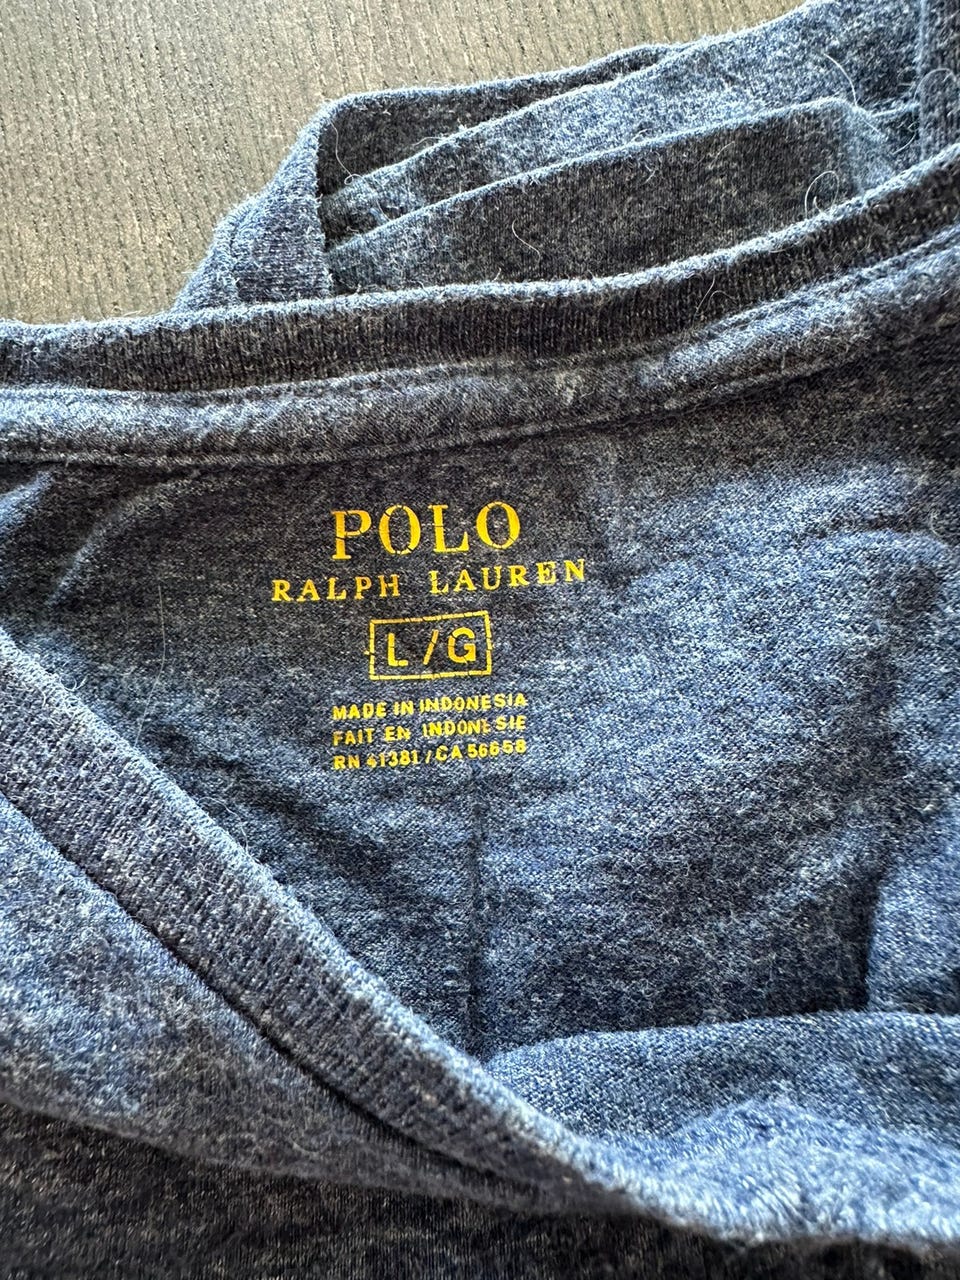 POLO
RALPH LAUREN
L/G
MADE IN INDONESIA
FAIT EN INDONESIE
RN 41381 / CA 56658